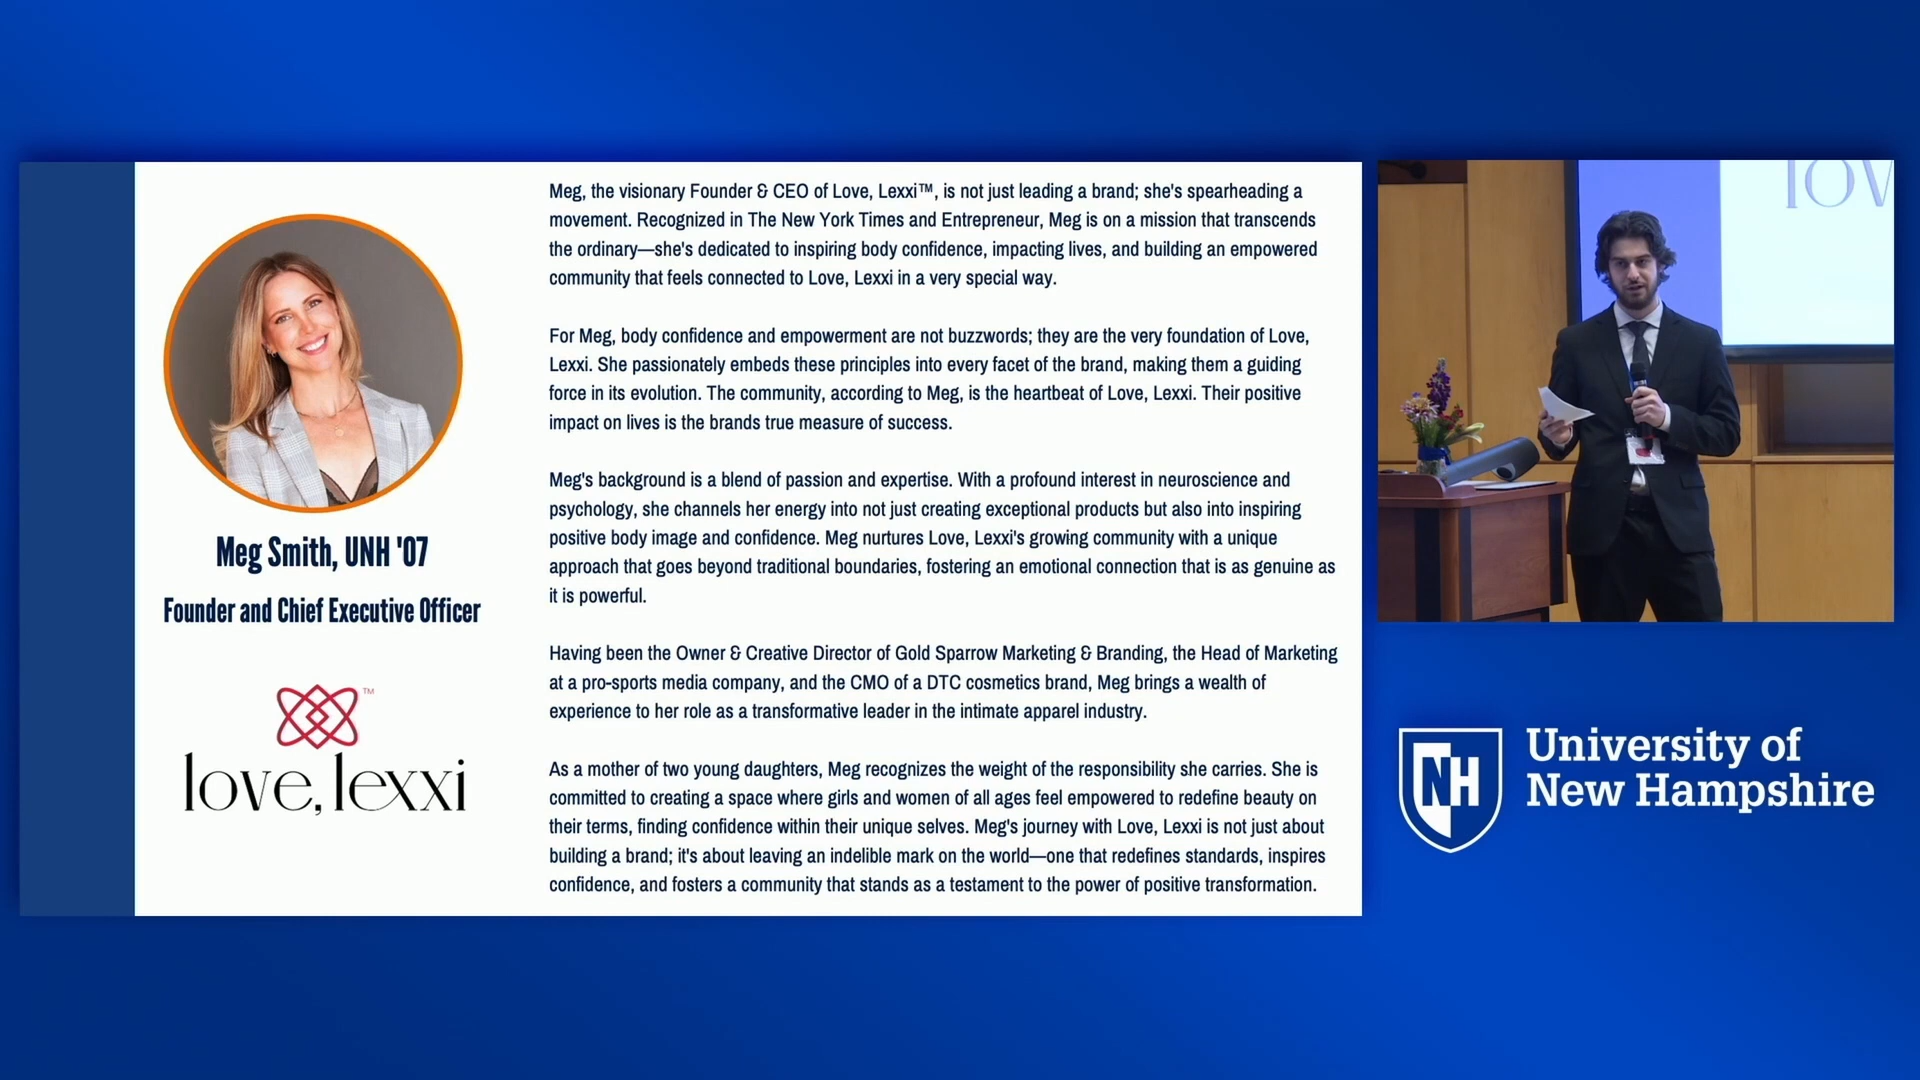 Meg, the visionary Founder & CEO of Love, Lexxi™, is not just leading a brand; she's spearheading a
movement. Recognized in The New York Times and Entrepreneur, Meg is on a mission that transcends
the ordinary—she's dedicated to inspiring body confidence, impacting lives, and building an empowered
community that feels connected to Love, Lexxi in a very special way.
For Meg, body confidence and empowerment are not buzzwords; they are the very foundation of Love,
Lexxi. She passionately embeds these principles into every facet of the brand, making them a guiding
force in its evolution. The community, according to Meg, is the heartbeat of Love, Lexxi. Their positive
impact on lives is the brands true measure of success.
Meg's background is a blend of passion and expertise. With a profound interest in neuroscience and
psychology, she channels her energy into not just creating exceptional products but also into inspiring
positive body image and confidence. Meg nurtures Love, Lexxi's growing community with a unique
approach that goes beyond traditional boundaries, fostering an emotional connection that is as genuine as
it is powerful.
Having been the Owner & Creative Director of Gold Sparrow Marketing & Branding, the Head of Marketing
at a pro-sports media company, and the CMO of a DTC cosmetics brand, Meg brings a wealth of
experience to her role as a transformative leader in the intimate apparel industry.
As a mother of two young daughters, Meg recognizes the weight of the responsibility she carries. She is
committed to creating a space where girls and women of all ages feel empowered to redefine beauty on
their terms, finding confidence within their unique selves. Meg's journey with Love, Lexxi is not just about
building a brand; it's about leaving an indelible mark on the world—one that redefines standards, inspires
confidence, and fosters a community that stands as a testament to the power of positive transformation.
Meg Smith, UNH '07
Founder and Chief Executive Officer
TM
love, lexxi
lov
NH
University of
New Hampshire